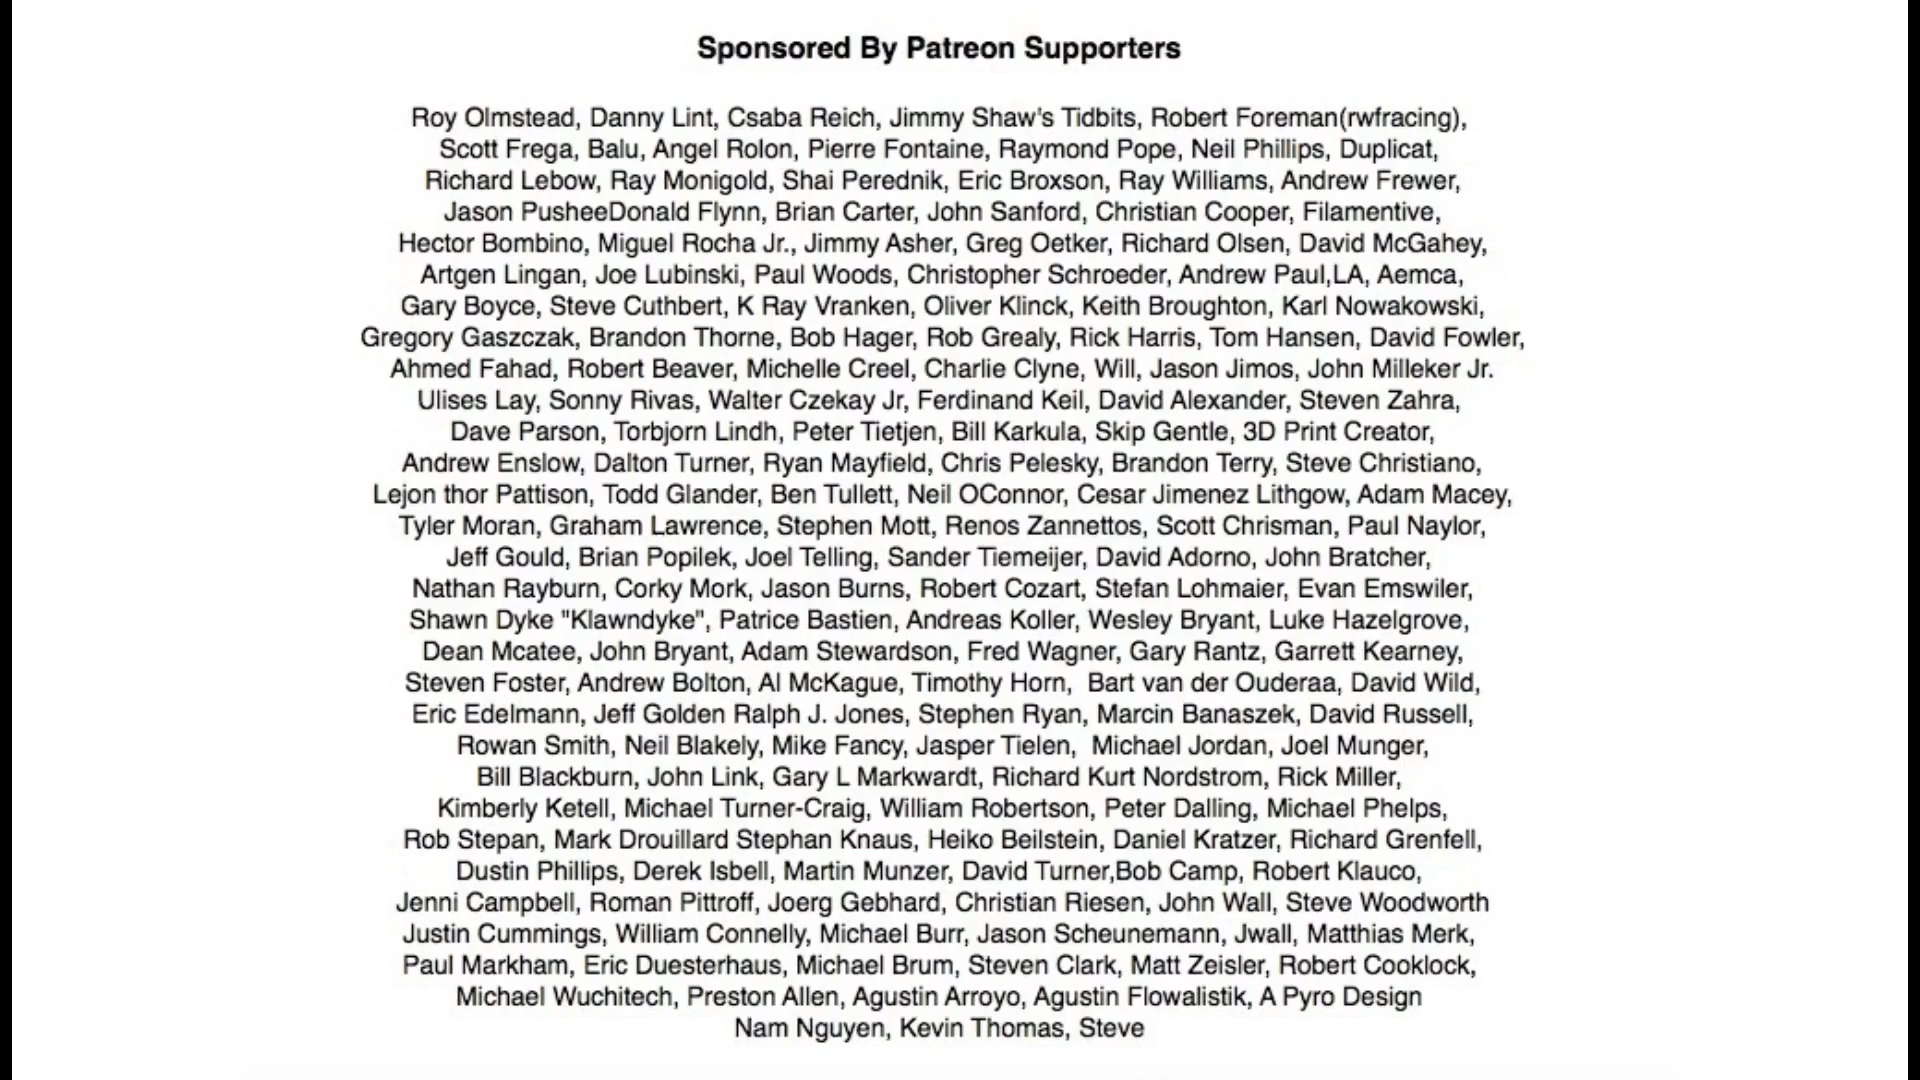 Sponsored By Patreon Supporters
Roy Olmstead, Danny Lint, Csaba Reich, Jimmy Shaw's Tidbits, Robert Foreman(rwfracing),
Scott Frega, Balu, Angel Rolon, Pierre Fontaine, Raymond Pope, Neil Phillips, Duplicat,
Richard Lebow, Ray Monigold, Shai Perednik, Eric Broxson, Ray Williams, Andrew Frewer,
Jason PusheeDonald Flynn, Brian Carter, John Sanford, Christian Cooper, Filamentive,
Hector Bombino, Miguel Rocha Jr., Jimmy Asher, Greg Oetker, Richard Olsen, David McGahey,
Artgen Lingan, Joe Lubinski, Paul Woods, Christopher Schroeder, Andrew Paul,LA, Aemca,
Gary Boyce, Steve Cuthbert, K Ray Vranken, Oliver Klinck, Keith Broughton, Karl Nowakowski,
Gregory Gaszczak, Brandon Thorne, Bob Hager, Rob Grealy, Rick Harris, Tom Hansen, David Fowler,
Ahmed Fahad, Robert Beaver, Michelle Creel, Charlie Clyne, Will, Jason Jimos, John Milleker Jr.
Ulises Lay, Sonny Rivas, Walter Czekay Jr, Ferdinand Keil, David Alexander, Steven Zahra,
Dave Parson, Torbjorn Lindh, Peter Tietjen, Bill Karkula, Skip Gentle, 3D Print Creator,
Andrew Enslow, Dalton Turner, Ryan Mayfield, Chris Pelesky, Brandon Terry, Steve Christiano,
Lejon thor Pattison, Todd Glander, Ben Tullett, Neil OConnor, Cesar Jimenez Lithgow, Adam Macey,
Tyler Moran, Graham Lawrence, Stephen Mott, Renos Zannettos, Scott Chrisman, Paul Naylor,
Jeff Gould, Brian Popilek, Joel Telling, Sander Tiemeijer, David Adorno, John Bratcher,
Nathan Rayburn, Corky Mork, Jason Burns, Robert Cozart, Stefan Lohmaier, Evan Emswiler,
Shawn Dyke "Klawndyke", Patrice Bastien, Andreas Koller, Wesley Bryant, Luke Hazelgrove,
Dean Mcatee, John Bryant, Adam Stewardson, Fred Wagner, Gary Rantz, Garrett Kearney,
Steven Foster, Andrew Bolton, Al McKague, Timothy Horn,  Bart van der Ouderaa, David Wild,
Eric Edelmann, Jeff Golden Ralph J. Jones, Stephen Ryan, Marcin Banaszek, David Russell,
Rowan Smith, Neil Blakely, Mike Fancy, Jasper Tielen,  Michael Jordan, Joel Munger,
Bill Blackburn, John Link, Gary L Markwardt, Richard Kurt Nordstrom, Rick Miller,
Kimberly Ketell, Michael Turner-Craig, William Robertson, Peter Dalling, Michael Phelps,
Rob Stepan, Mark Drouillard Stephan Knaus, Heiko Beilstein, Daniel Kratzer, Richard Grenfell,
Dustin Phillips, Derek Isbell, Martin Munzer, David Turner,Bob Camp, Robert Klauco,
Jenni Campbell, Roman Pittroff, Joerg Gebhard, Christian Riesen, John Wall, Steve Woodworth
Justin Cummings, William Connelly, Michael Burr, Jason Scheunemann, Jwall, Matthias Merk,
Paul Markham, Eric Duesterhaus, Michael Brum, Steven Clark, Matt Zeisler, Robert Cooklock,
Michael Wuchitech, Preston Allen, Agustin Arroyo, Agustin Flowalistik, A Pyro Design
Nam Nguyen, Kevin Thomas, Steve